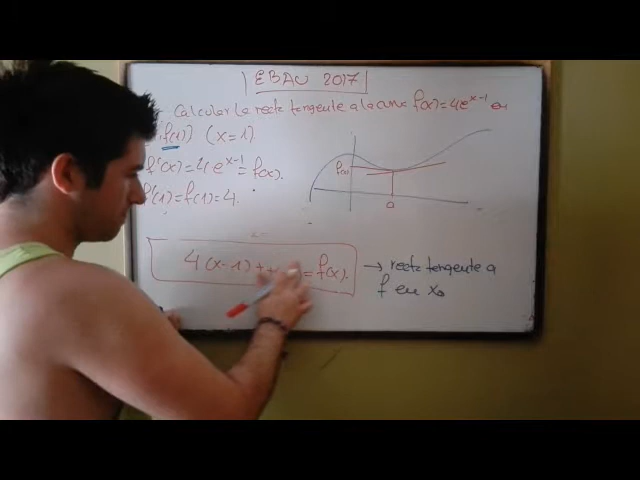 EBAU 2017
Calcular la recta tangente a la curva f(x)=4e^{x-1} en
f(1)] (x=1)
f'(x)=4e^{x-1}=f(x).
f'(1)=f(1)=4.
f(x)
a
4(x-1)+ =f(x).
→ recta tangente a
f en x₀